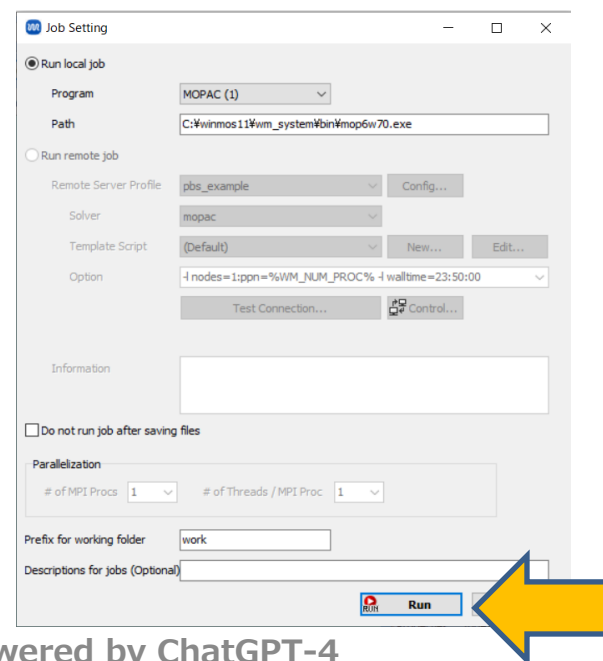 Job Setting
Run local job
Program MOPAC (1)
Path C:¥winmos11¥wm_system¥bin¥mop6w70.exe
Run remote job
Remote Server Profile pbs_example Config...
Solver mopac
Template Script (Default) New... Edit...
Option -l nodes=1:ppn=%WM_NUM_PROC% -l walltime=23:50:00
Test Connection... Control...
Information
Do not run job after saving files
Parallelization
# of MPI Procs 1 # of Threads / MPI Proc 1
Prefix for working folder work
Descriptions for jobs (Optional)
RUN Run
wered by ChatGPT-4